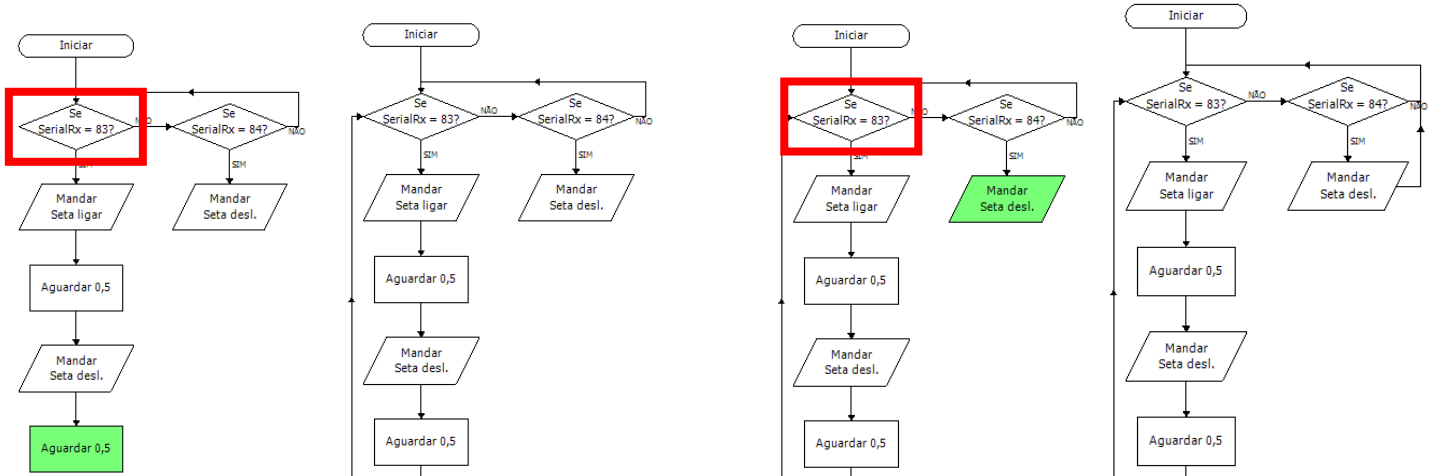 Iniciar
Se
SerialRx = 83?
NÃO
Se
SerialRx = 84?
NÃO
SIM
SIM
Mandar
Seta ligar
Mandar
Seta desl.
Aguardar 0,5
Mandar
Seta desl.
Aguardar 0,5
Iniciar
Se
SerialRx = 83?
NÃO
Se
SerialRx = 84?
NÃO
SIM
SIM
Mandar
Seta ligar
Mandar
Seta desl.
Aguardar 0,5
Mandar
Seta desl.
Aguardar 0,5
Iniciar
Se
SerialRx = 83?
NÃO
Se
SerialRx = 84?
NÃO
SIM
SIM
Mandar
Seta ligar
Mandar
Seta desl.
Aguardar 0,5
Mandar
Seta desl.
Aguardar 0,5
Iniciar
Se
SerialRx = 83?
NÃO
Se
SerialRx = 84?
NÃO
SIM
SIM
Mandar
Seta ligar
Mandar
Seta desl.
Aguardar 0,5
Mandar
Seta desl.
Aguardar 0,5